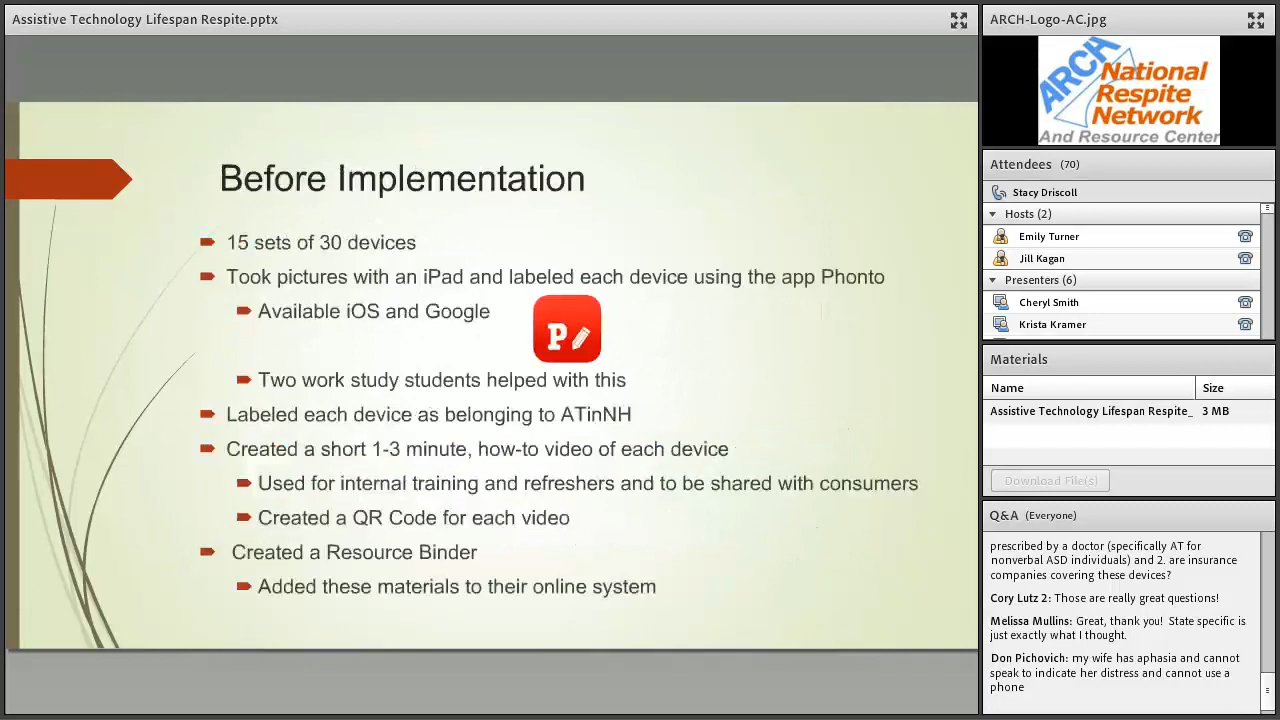 Assistive Technology Lifespan Respite.pptx
Before Implementation
15 sets of 30 devices
Took pictures with an iPad and labeled each device using the app Phonto
Available iOS and Google
P
Two work study students helped with this
Labeled each device as belonging to ATinNH
Created a short 1-3 minute, how-to video of each device
Used for internal training and refreshers and to be shared with consumers
Created a QR Code for each video
Created a Resource Binder
Added these materials to their online system
ARCH-Logo-AC.jpg
ARCH
National
Respite
Network
And Resource Center
Attendees (70)
Stacy Driscoll
Hosts (2)
Emily Turner
Jill Kagan
Presenters (6)
Cheryl Smith
Krista Kramer
Materials
Name Size
Assistive Technology Lifespan Respite_ 3 MB
Download File(s)
Q&A (Everyone)
prescribed by a doctor (specifically AT for
nonverbal ASD individuals) and 2. are insurance
companies covering these devices?
Cory Lutz 2: Those are really great questions!
Melissa Mullins: Great, thank you! State specific is
just exactly what I thought.
Don Pichovich: my wife has aphasia and cannot
speak to indicate her distress and cannot use a
phone